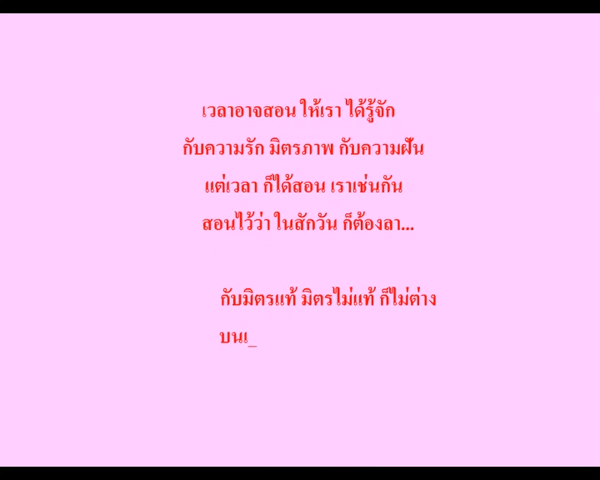 เวลาอาจสอน ให้เรา ได้รู้จัก
กับความรัก มิตรภาพ กับความฝัน
แต่เวลา ก็ได้สอน เราเช่นกัน
สอนไว้ว่า ในสักวัน ก็ต้องลา...
กับมิตรแท้ มิตรไม่แท้ ก็ไม่ต่าง
บนเ_